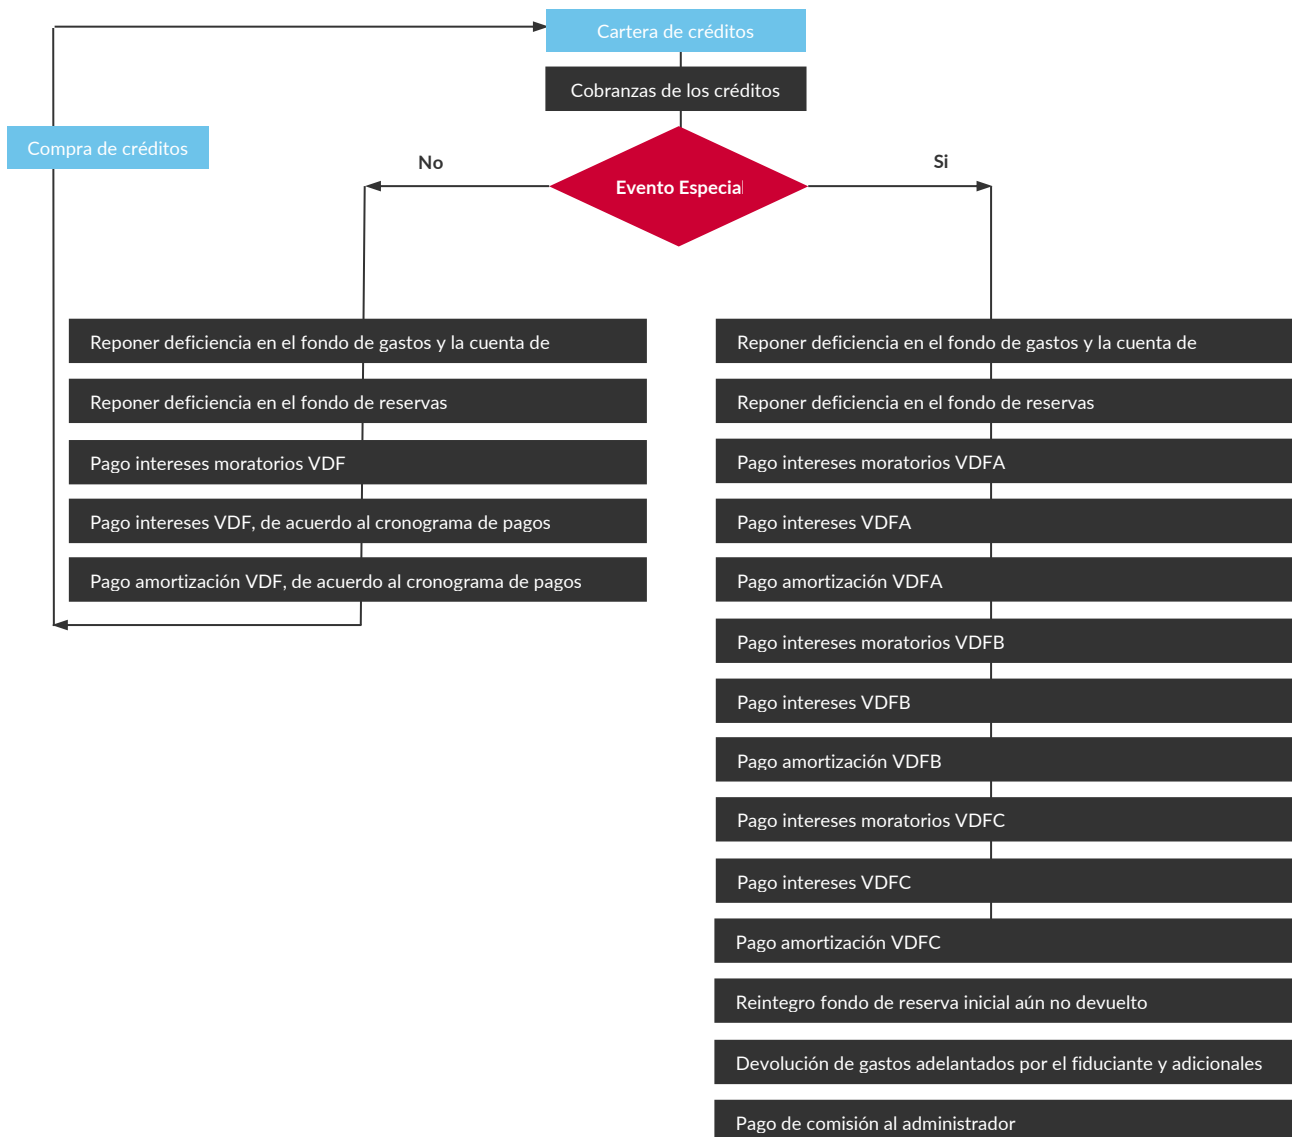 Cartera de créditos
Cobranzas de los créditos
Compra de créditos
No
Si
Evento Especial
Reponer deficiencia en el fondo de gastos y la cuenta de
Reponer deficiencia en el fondo de reservas
Pago intereses moratorios VDF
Pago intereses VDF, de acuerdo al cronograma de pagos
Pago amortización VDF, de acuerdo al cronograma de pagos
Reponer deficiencia en el fondo de gastos y la cuenta de
Reponer deficiencia en el fondo de reservas
Pago intereses moratorios VDFA
Pago intereses VDFA
Pago amortización VDFA
Pago intereses moratorios VDFB
Pago intereses VDFB
Pago amortización VDFB
Pago intereses moratorios VDFC
Pago intereses VDFC
Pago amortización VDFC
Reintegro fondo de reserva inicial aún no devuelto
Devolución de gastos adelantados por el fiduciante y adicionales
Pago de comisión al administrador